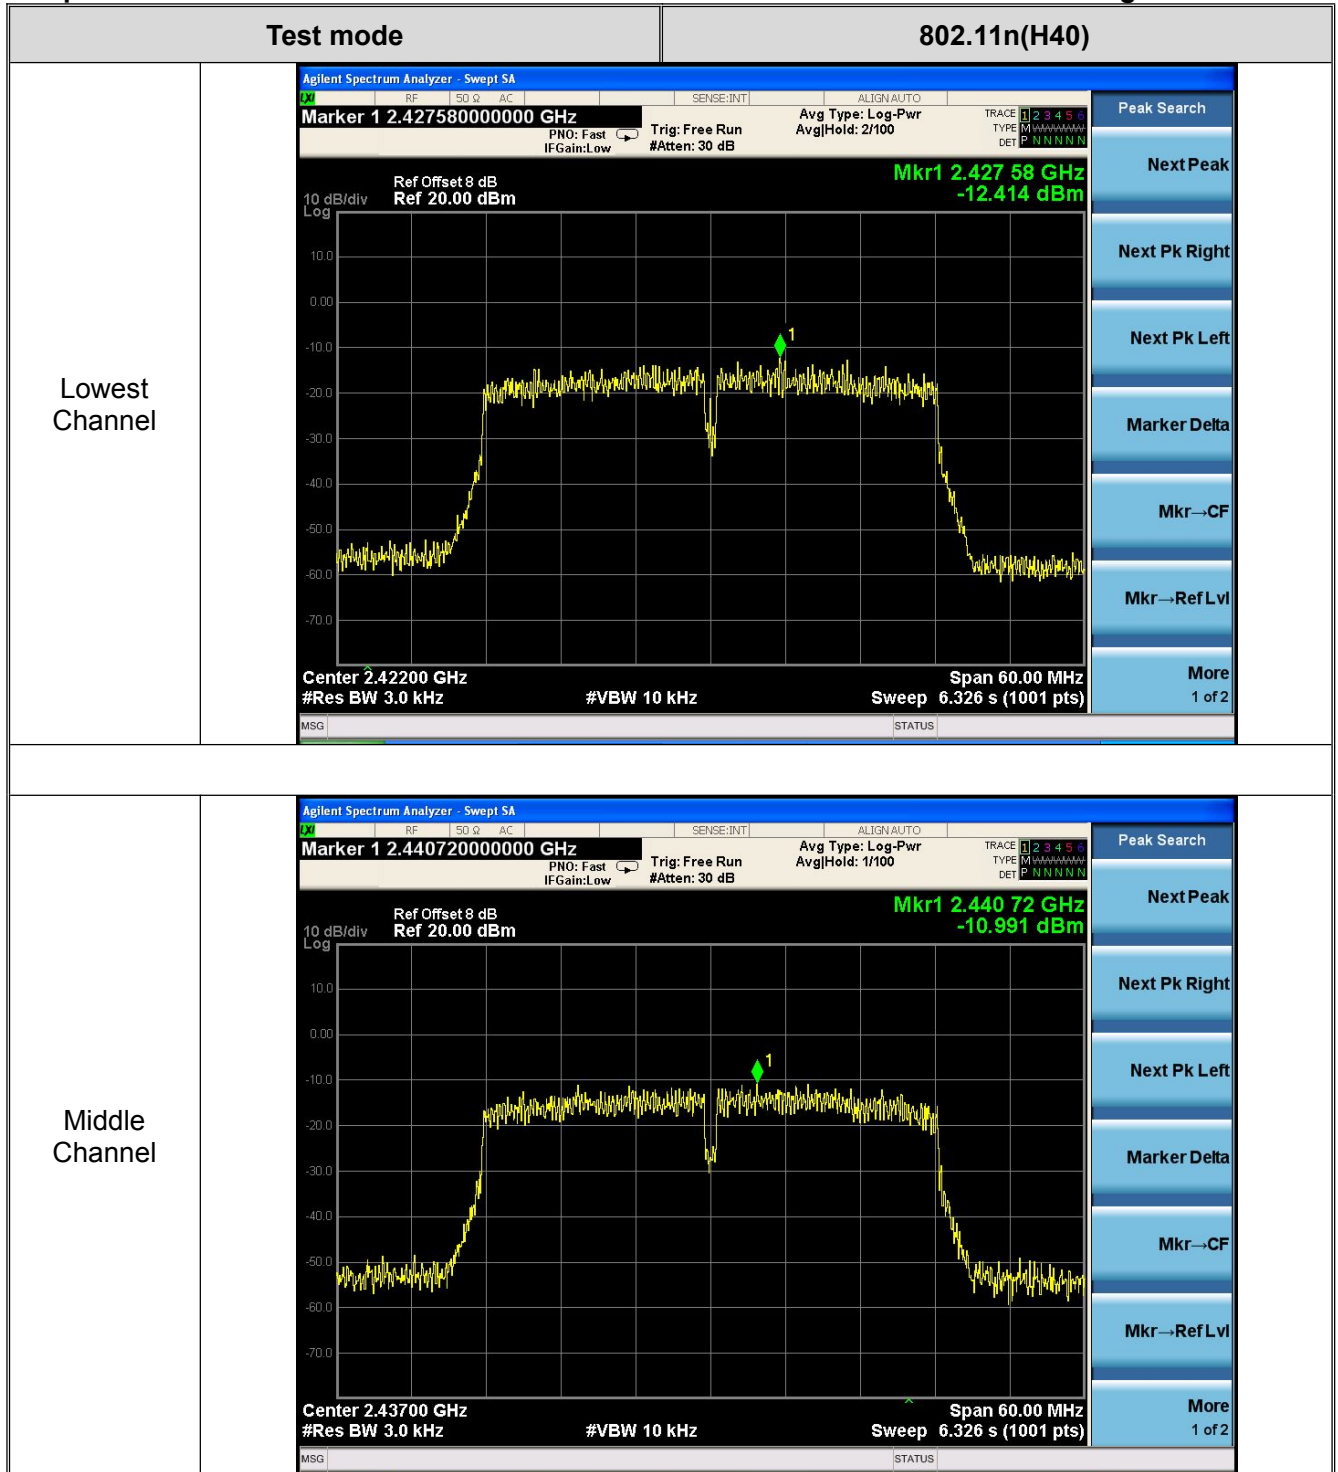 Test mode 802.11n(H40)
Lowest
Channel
Agilent Spectrum Analyzer - Swept SA
LXI RF 50 Ω AC SENSE:INT ALIGN AUTO
Marker 1 2.427580000000 GHz
PNO: Fast
IFGain:Low
Trig: Free Run
#Atten: 30 dB
Avg Type: Log-Pwr
Avg|Hold: 2/100
TRACE 1 2 3 4 5 6
TYPE M WWWWW
DET P N N N N N
Mkr1 2.427 58 GHz
-12.414 dBm
Ref Offset 8 dB
10 dB/div Ref 20.00 dBm
Log
10.0
0.00
1
-10.0
-20.0
-30.0
-40.0
-50.0
-60.0
-70.0
Center 2.42200 GHz Span 60.00 MHz
#Res BW 3.0 kHz #VBW 10 kHz Sweep 6.326 s (1001 pts)
MSG STATUS
Peak Search
Next Peak
Next Pk Right
Next Pk Left
Marker Delta
Mkr→CF
Mkr→Ref Lvl
More
1 of 2
Middle
Channel
Agilent Spectrum Analyzer - Swept SA
LXI RF 50 Ω AC SENSE:INT ALIGN AUTO
Marker 1 2.440720000000 GHz
PNO: Fast
IFGain:Low
Trig: Free Run
#Atten: 30 dB
Avg Type: Log-Pwr
Avg|Hold: 1/100
TRACE 1 2 3 4 5 6
TYPE M WWWWW
DET P N N N N N
Mkr1 2.440 72 GHz
-10.991 dBm
Ref Offset 8 dB
10 dB/div Ref 20.00 dBm
Log
10.0
0.00
1
-10.0
-20.0
-30.0
-40.0
-50.0
-60.0
-70.0
Center 2.43700 GHz Span 60.00 MHz
#Res BW 3.0 kHz #VBW 10 kHz Sweep 6.326 s (1001 pts)
MSG STATUS
Peak Search
Next Peak
Next Pk Right
Next Pk Left
Marker Delta
Mkr→CF
Mkr→Ref Lvl
More
1 of 2